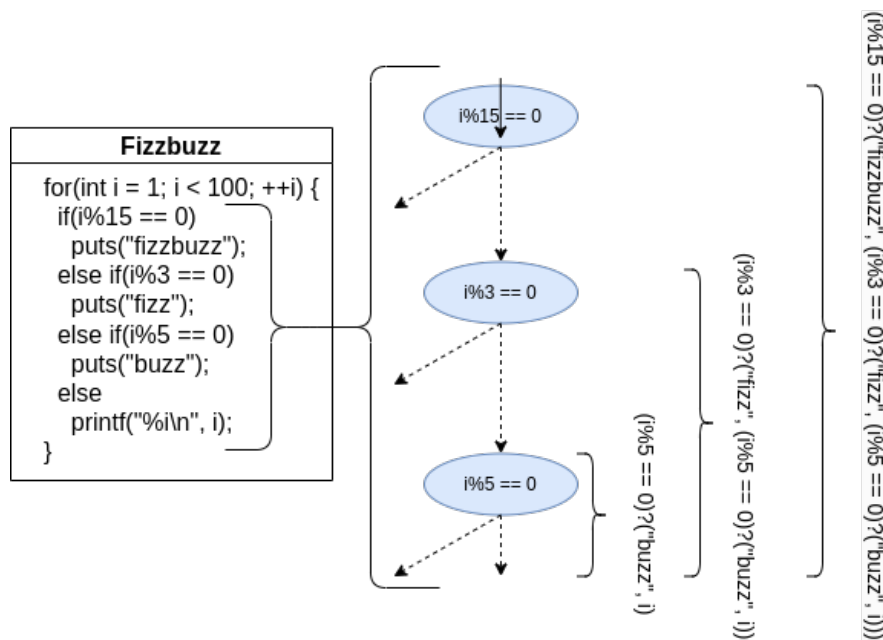 Fizzbuzz
for(int i = 1; i < 100; ++i) {
if(i%15 == 0)
puts("fizzbuzz");
else if(i%3 == 0)
puts("fizz");
else if(i%5 == 0)
puts("buzz");
else
printf("%i\n", i);
}
i%15 == 0
i%3 == 0
i%5 == 0
(i%5 == 0)?("buzz", i)
(i%3 == 0)?("fizz", (i%5 == 0)?("buzz", i))
(i%15 == 0)?("fizzbuzz", (i%3 == 0)?("fizz", (i%5 == 0)?("buzz", i)))